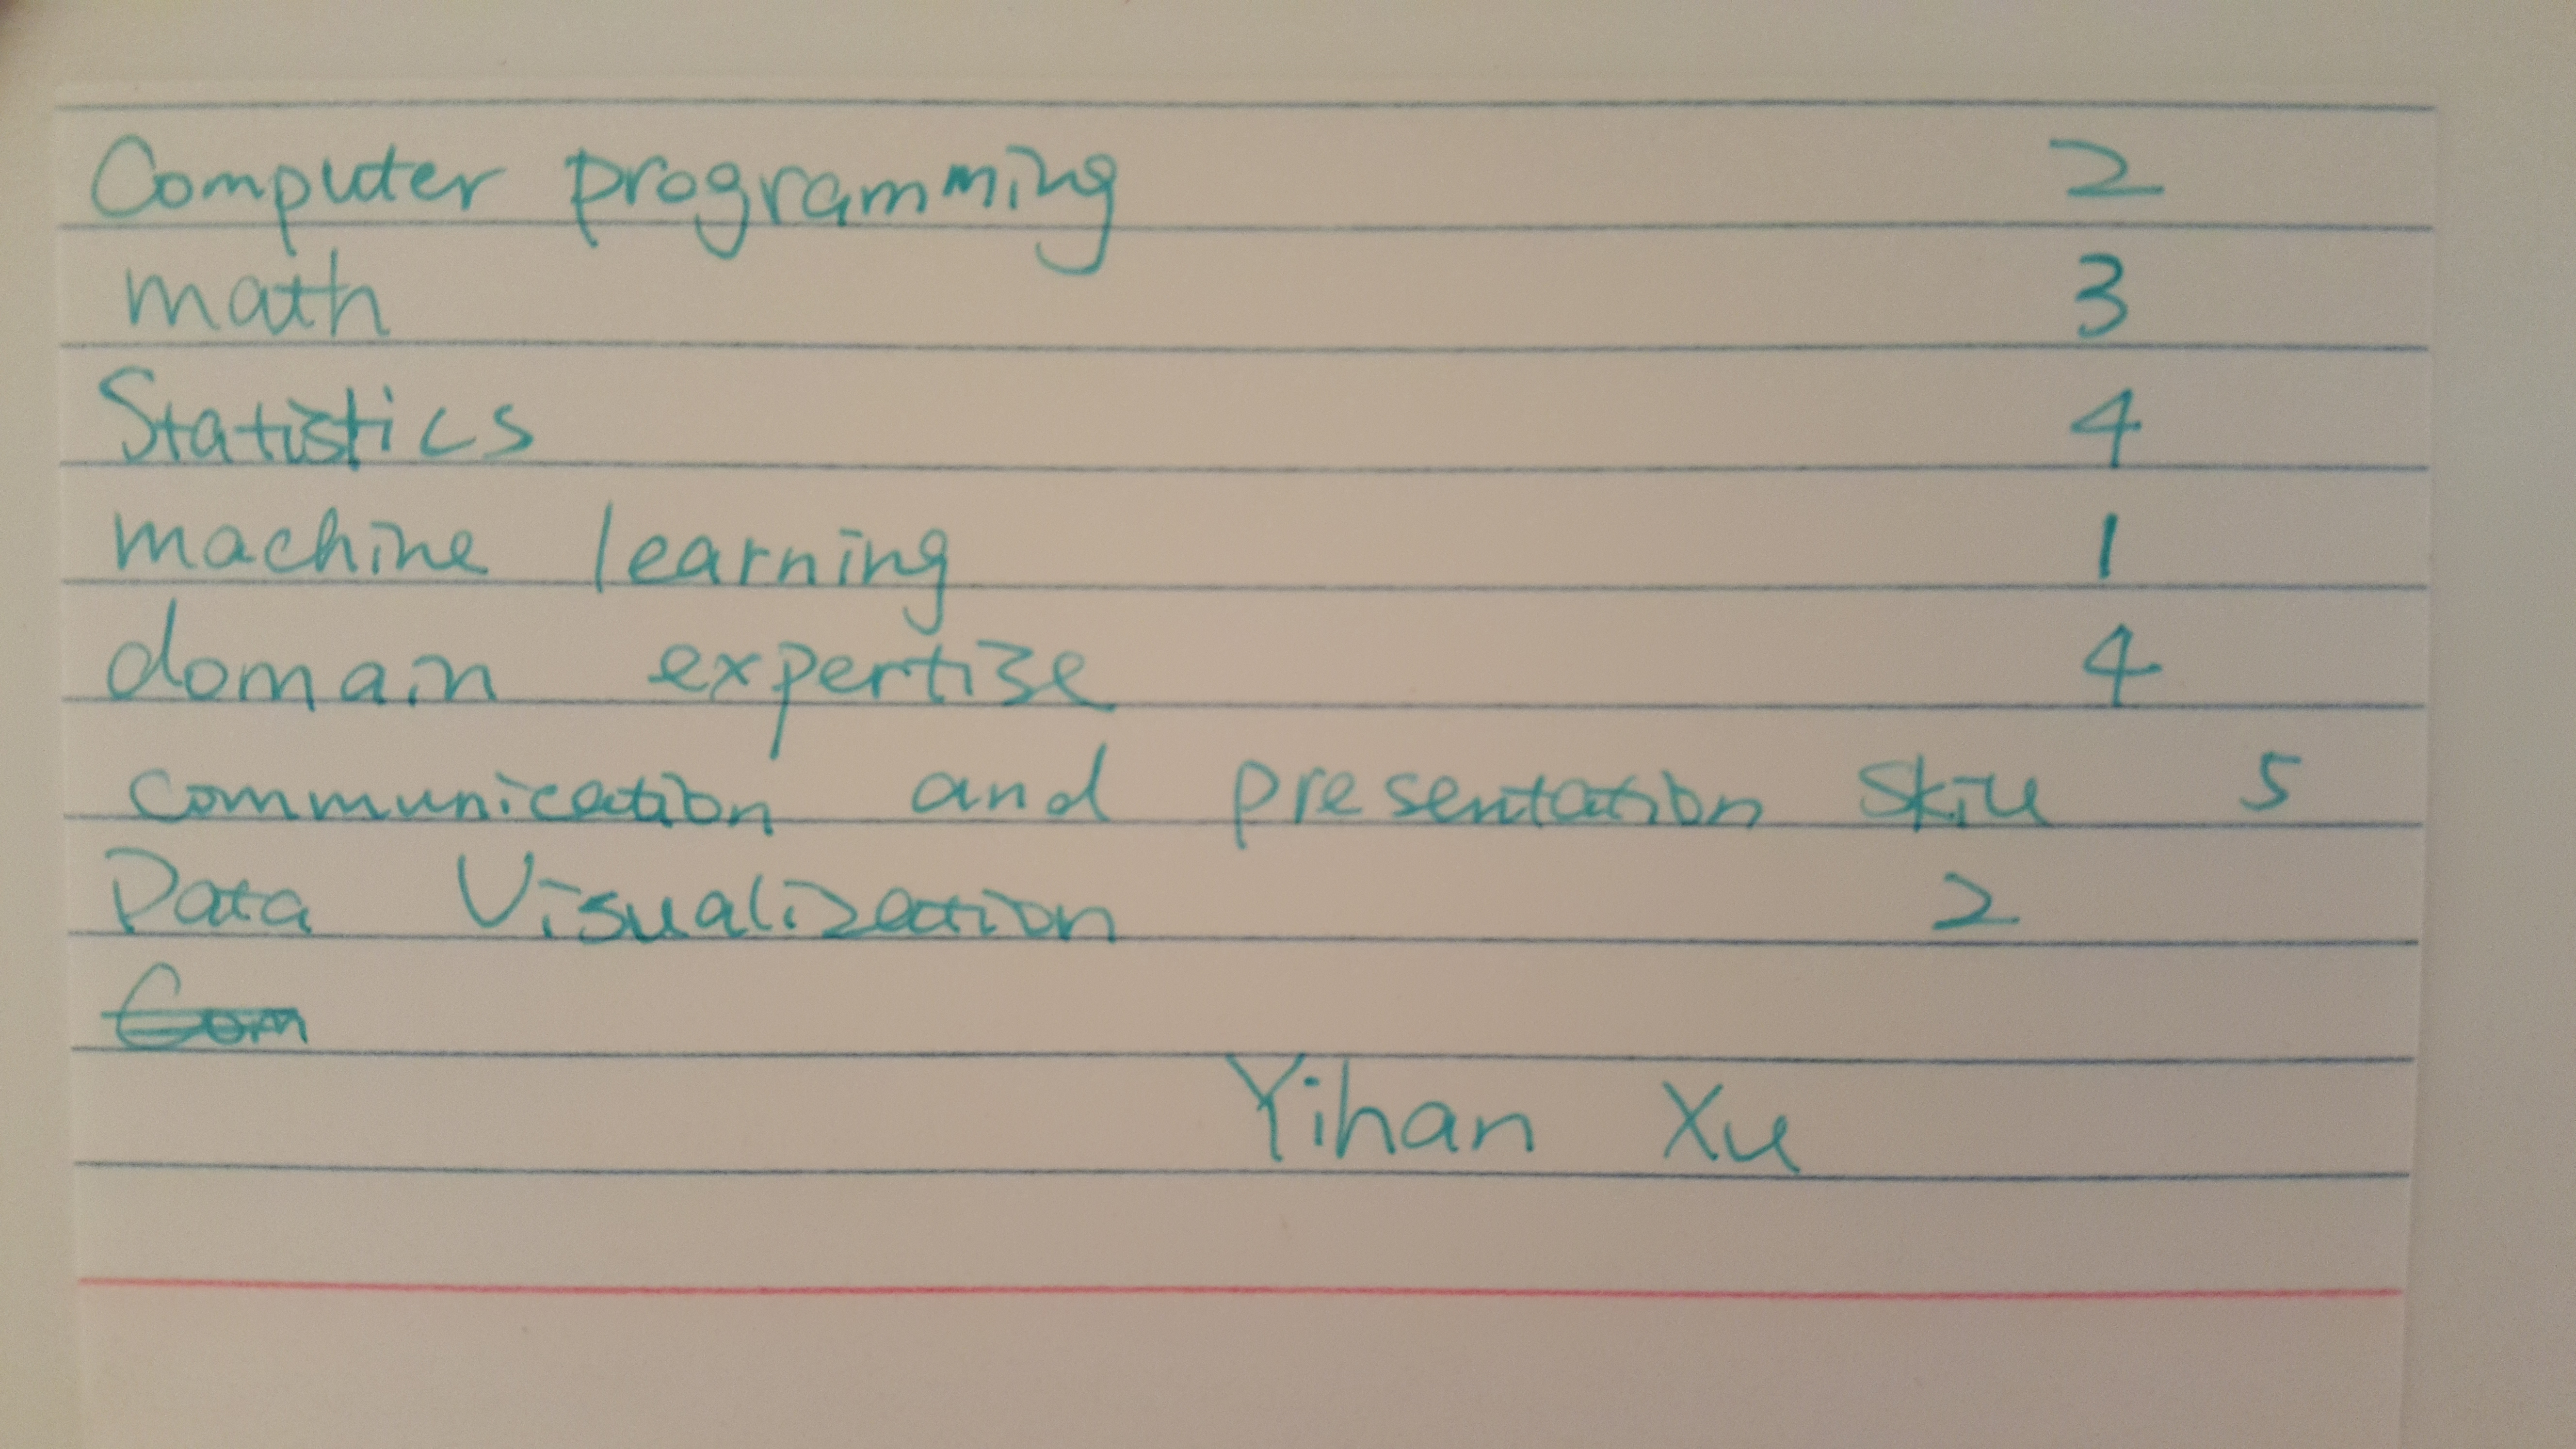 Computer programming 2
math 3
Statistics 4
machine learning 1
domain expertise 4
communication and presentation skill 5
Data Visualization 2
Com
Yihan Xu